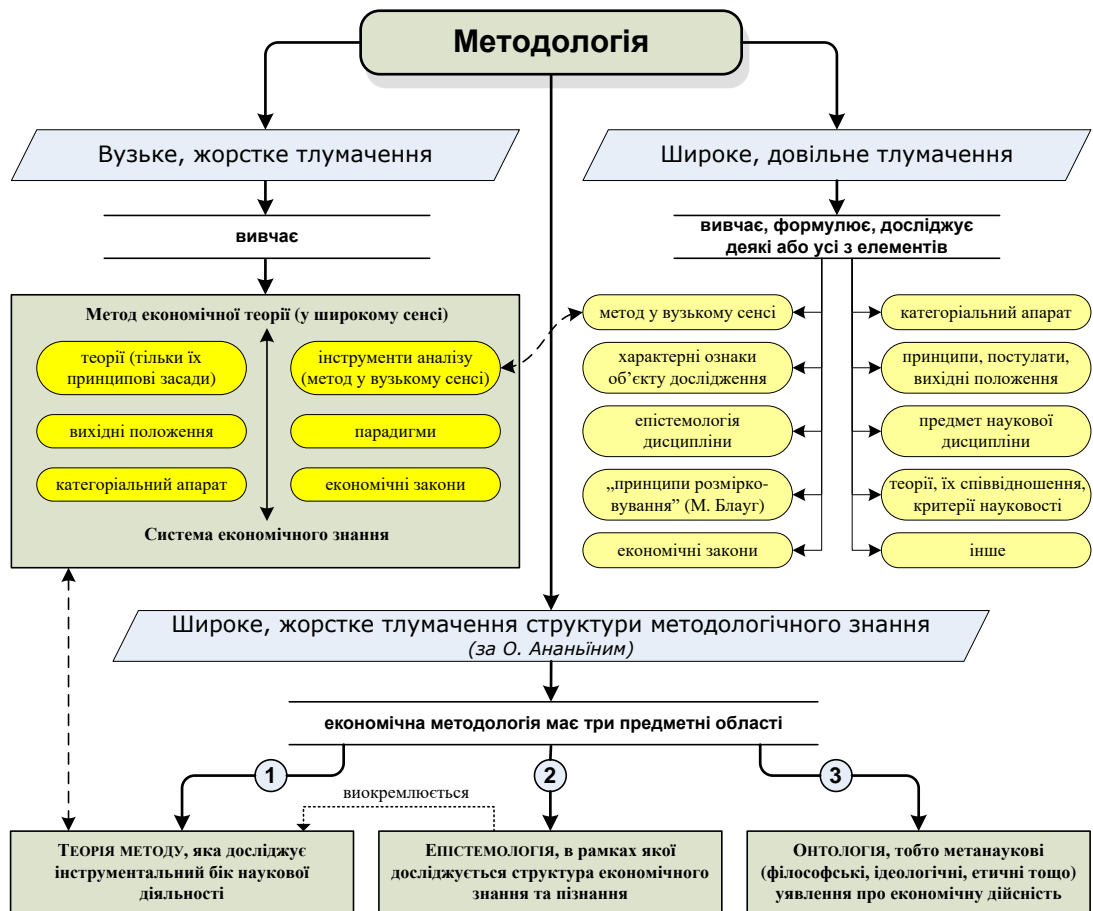 Методологія
Вузьке, жорстке тлумачення
Широке, довільне тлумачення
вивчає
вивчає, формулює, досліджує
деякі або усі з елементів
Метод економічної теорії (у широкому сенсі)
теорії (тільки їх
принципові засади)
інструменти аналізу
(метод у вузькому сенсі)
вихідні положення
парадигми
категоріальний апарат
економічні закони
Система економічного знання
метод у вузькому сенсі
категоріальний апарат
характерні ознаки
об’єкту дослідження
принципи, постулати,
вихідні положення
епістемологія
дисципліни
предмет наукової
дисципліни
„принципи розмірко-
вування” (М. Блауг)
теорії, їх співвідношення,
критерії науковості
економічні закони
інше
Широке, жорстке тлумачення структури методологічного знання
(за О. Ананьїним)
економічна методологія має три предметні області
1
2
3
виокремлюється
ТЕОРІЯ МЕТОДУ, яка досліджує
інструментальний бік наукової
діяльності
ЕПІСТЕМОЛОГІЯ, в рамках якої
досліджується структура економічного
знання та пізнання
ОНТОЛОГІЯ, тобто метанаукові
(філософські, ідеологічні, етичні тощо)
уявлення про економічну дійсність